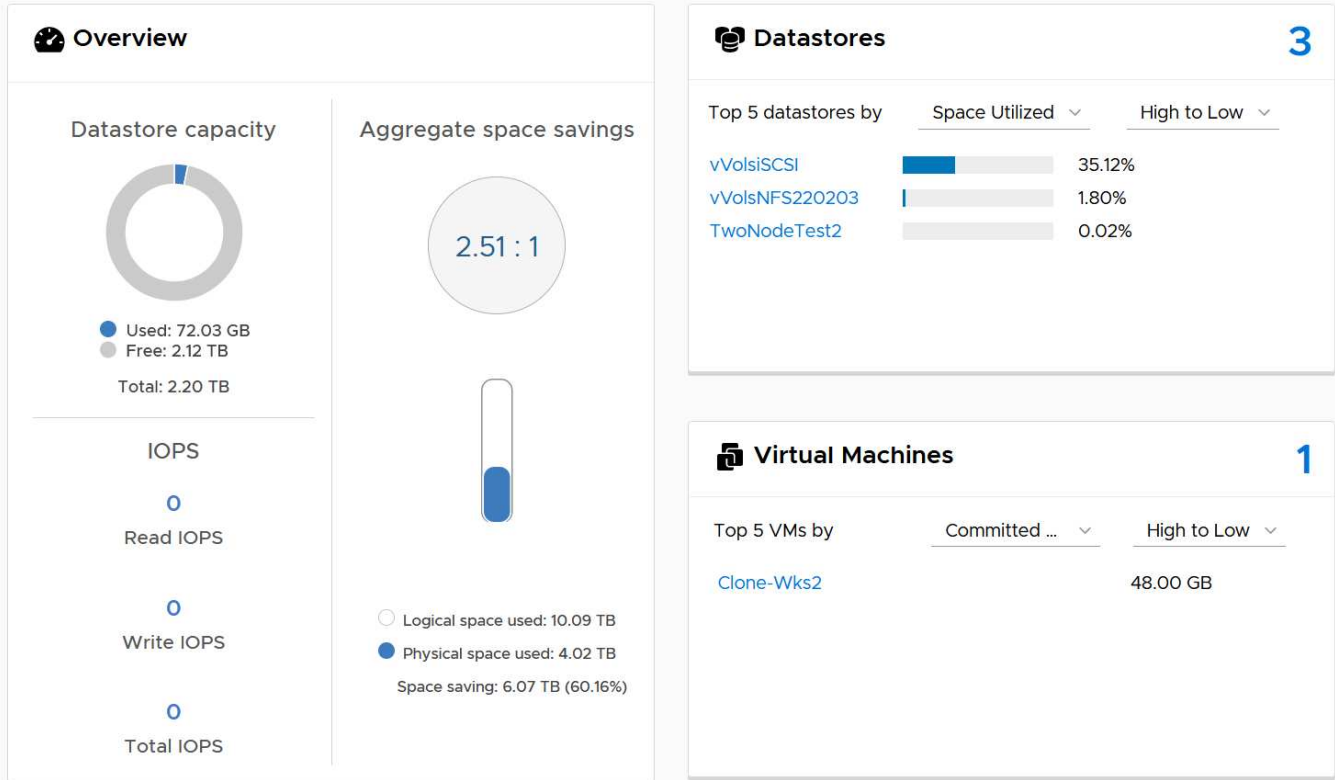 Overview
Datastore capacity
Used: 72.03 GB
Free: 2.12 TB
Total: 2.20 TB
IOPS
0
Read IOPS
0
Write IOPS
0
Total IOPS
Aggregate space savings
2.51 : 1
Logical space used: 10.09 TB
Physical space used: 4.02 TB
Space saving: 6.07 TB (60.16%)
Datastores 3
Top 5 datastores by Space Utilized High to Low
vVolsiSCSI 35.12%
vVolsNFS220203 1.80%
TwoNodeTest2 0.02%
Virtual Machines 1
Top 5 VMs by Committed ... High to Low
Clone-Wks2 48.00 GB